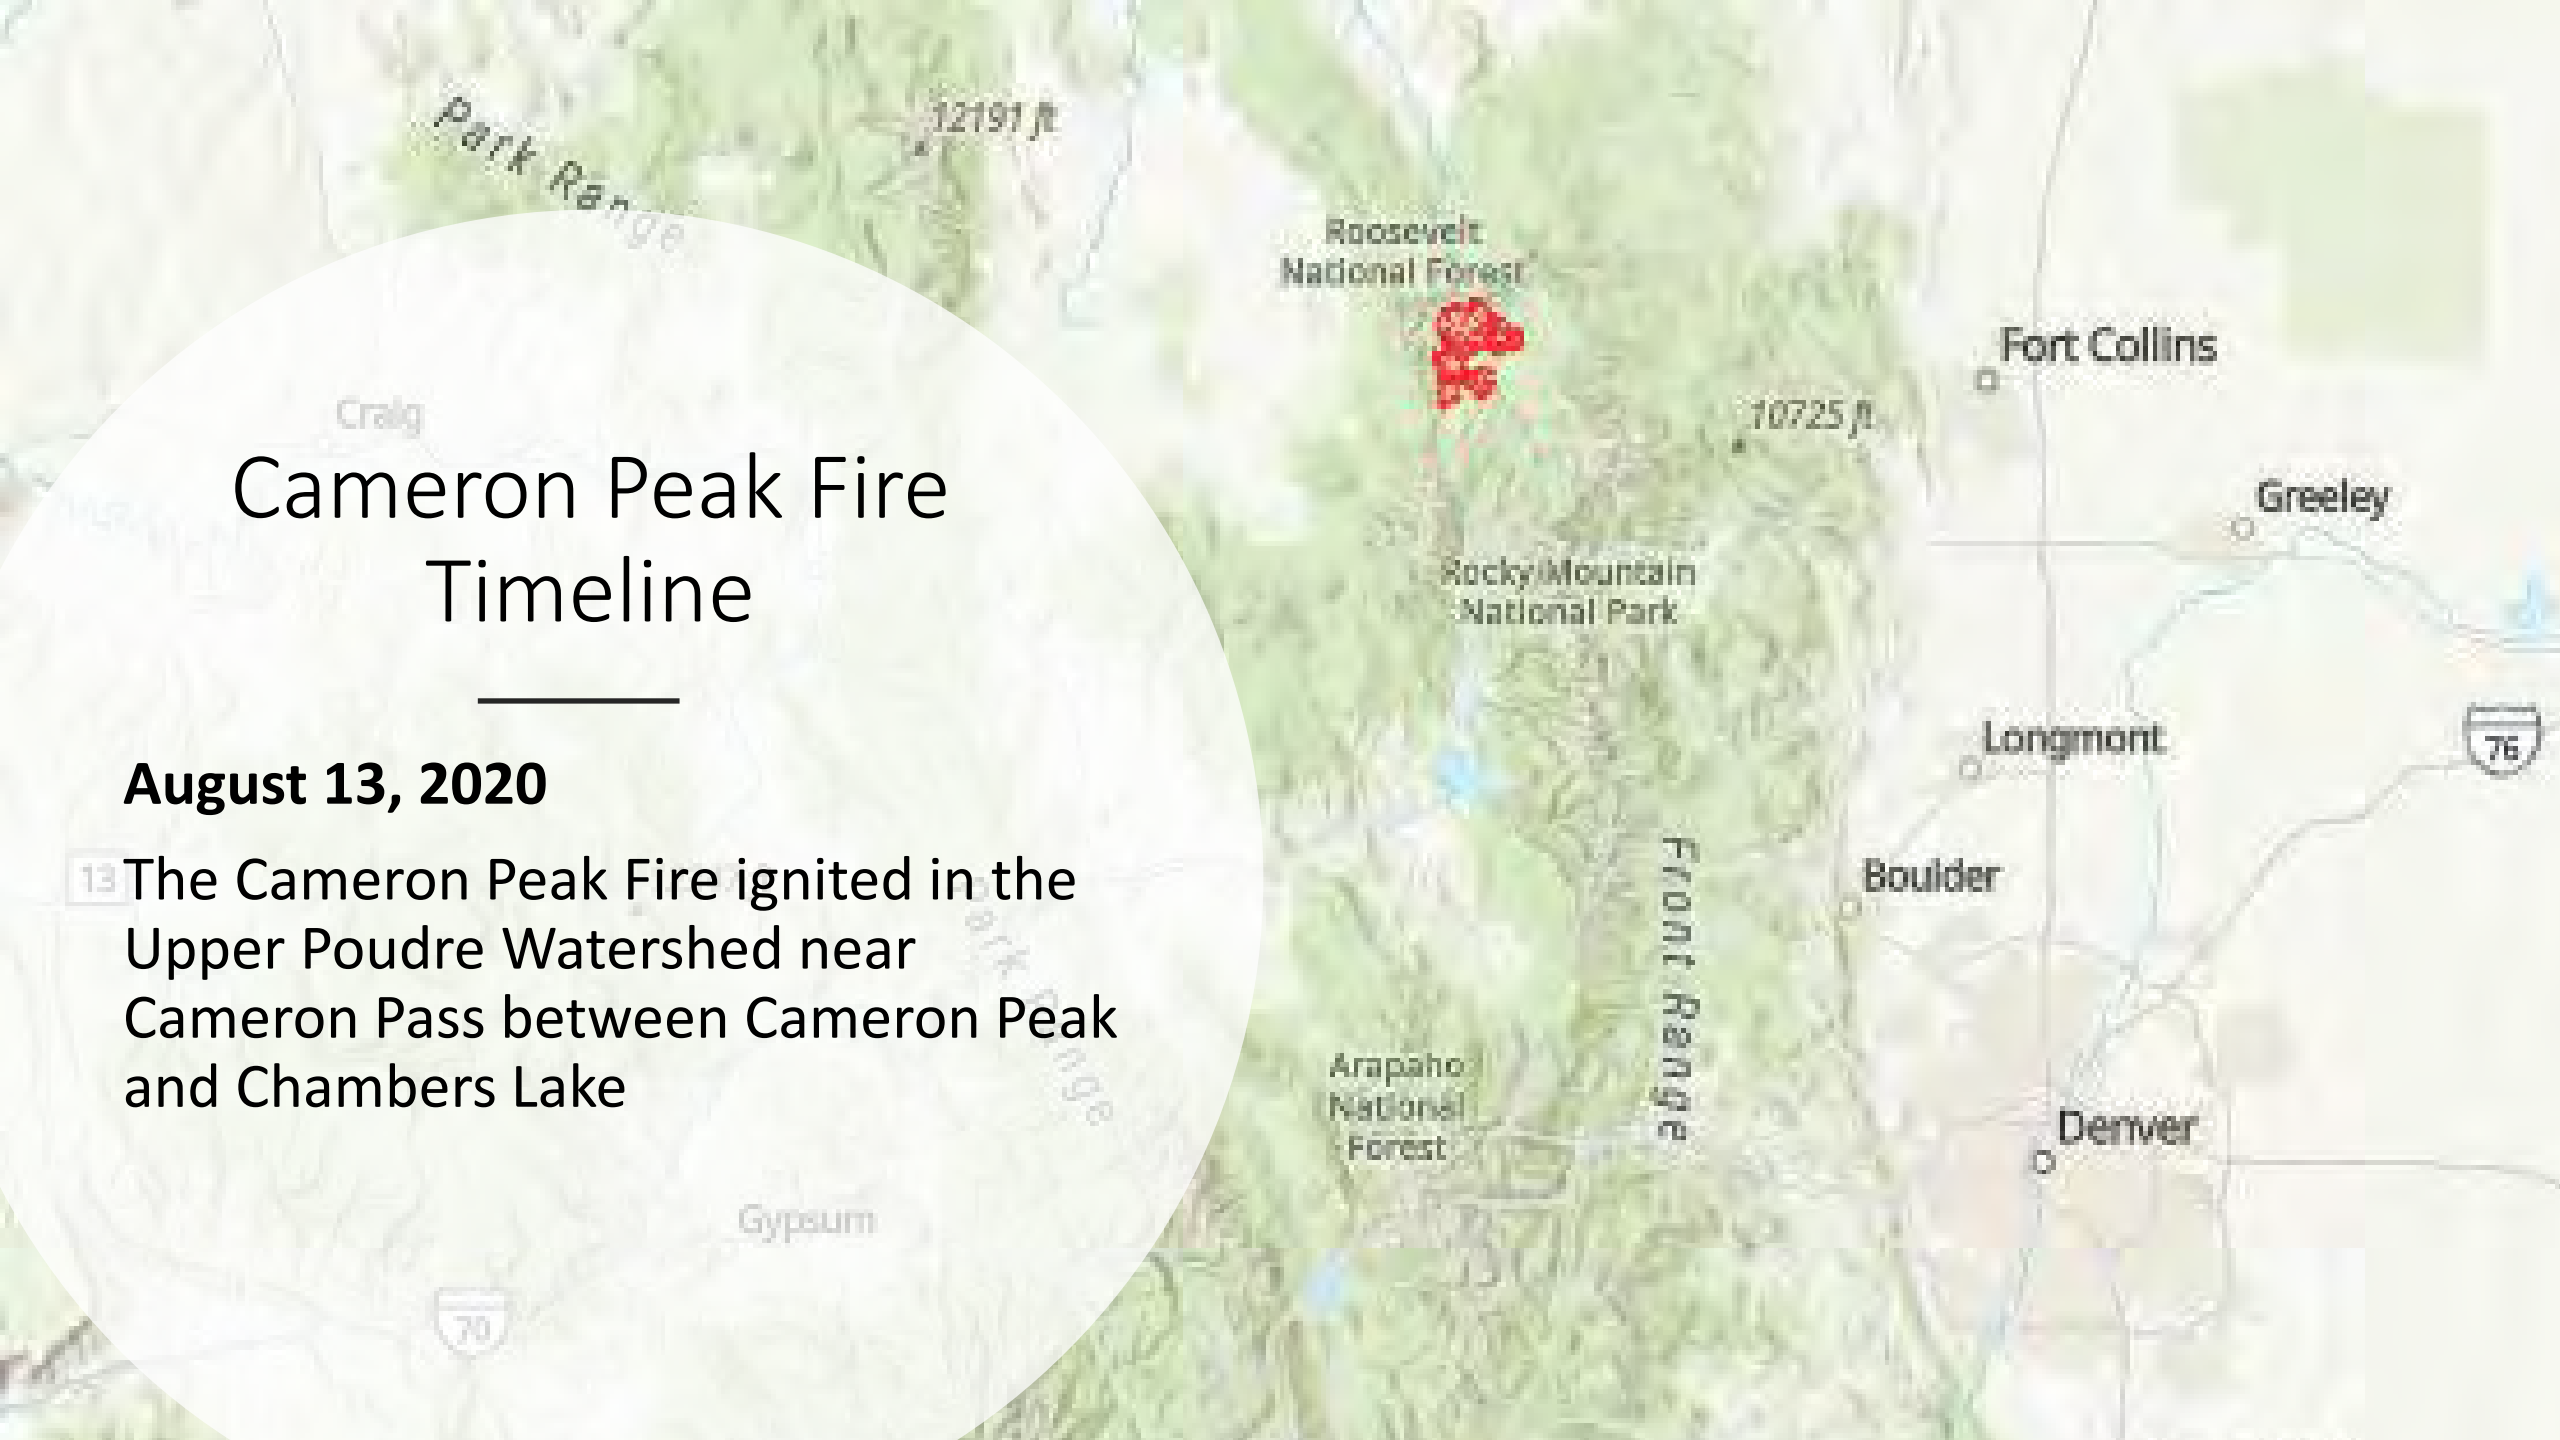 Cameron Peak Fire
Timeline
August 13, 2020
The Cameron Peak Fire ignited in the
Upper Poudre Watershed near
Cameron Pass between Cameron Peak
and Chambers Lake
Park Range
12191 ft
Craig
13
Park Range
Gypsum
70
Roosevelt
National Forest
Fort Collins
10725 ft
Greeley
Rocky Mountain
National Park
Longmont
76
Boulder
Front Range
Arapaho
National
Forest
Denver